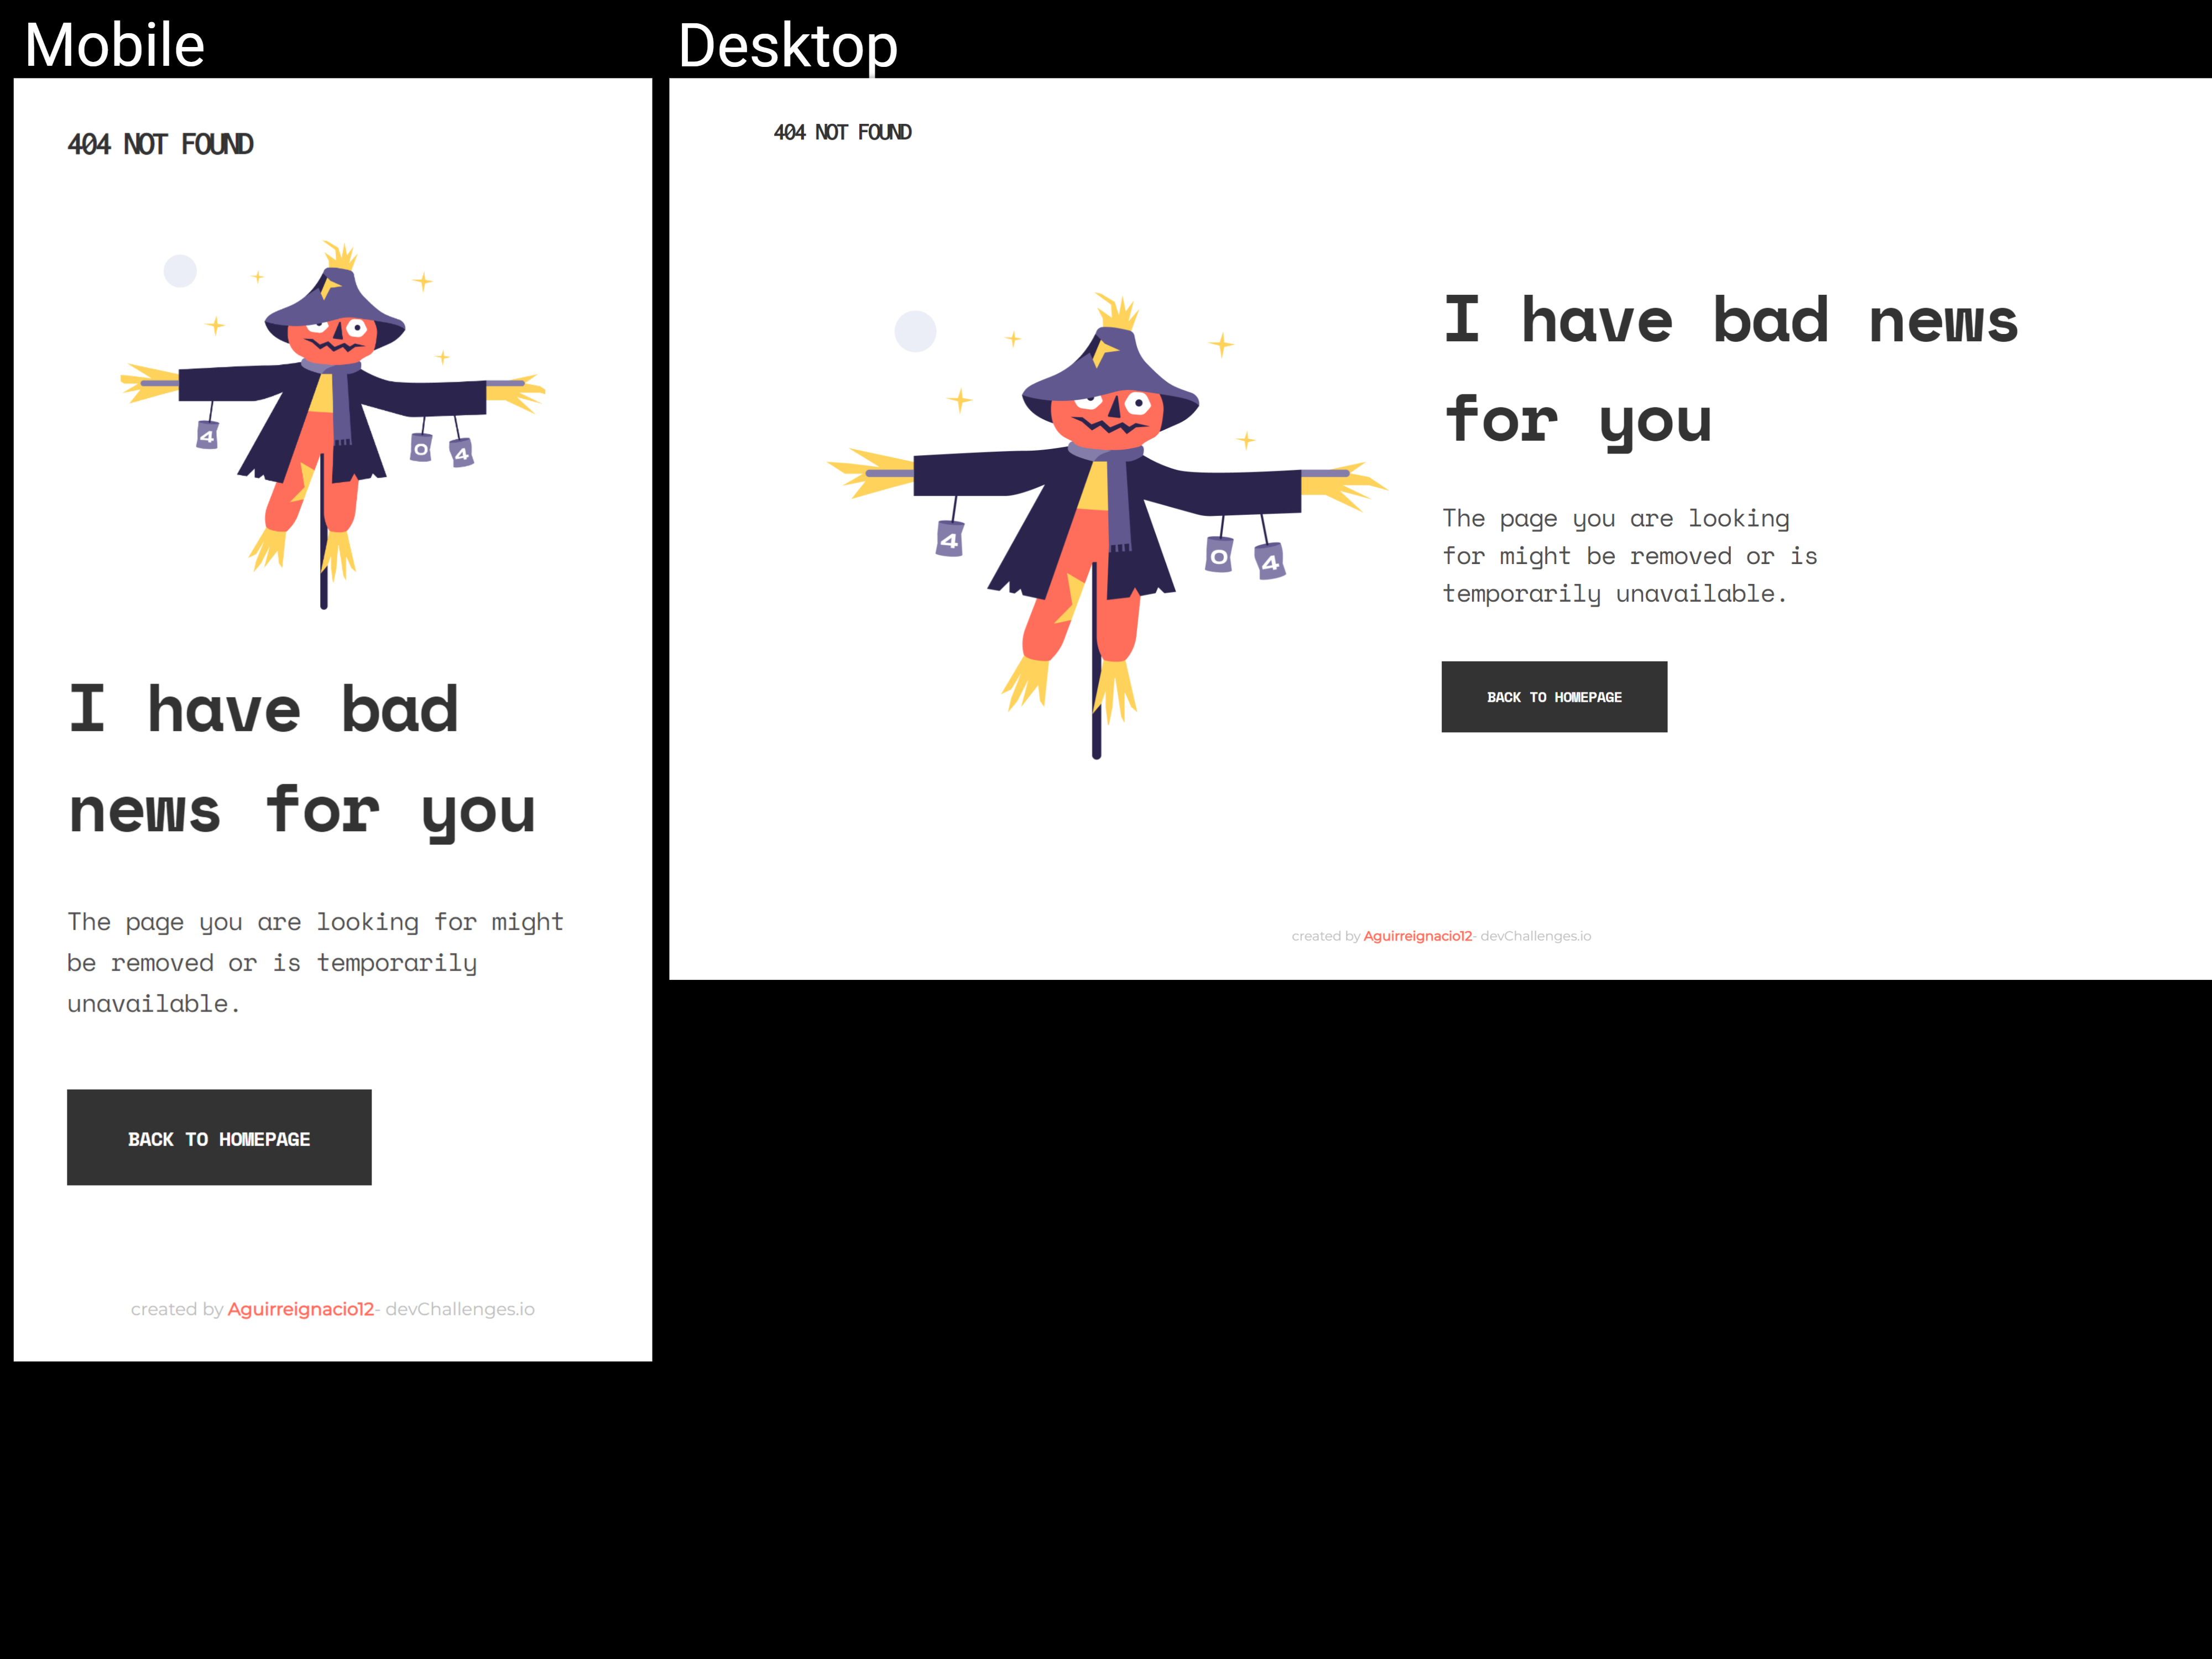 Mobile
404 NOT FOUND
4
0
4
I have bad
news for you
The page you are looking for might
be removed or is temporarily
unavailable.
BACK TO HOMEPAGE
created by Aguirreignacio12- devChallenges.io
Desktop
404 NOT FOUND
4
0
4
I have bad news
for you
The page you are looking
for might be removed or is
temporarily unavailable.
BACK TO HOMEPAGE
created by Aguirreignacio12- devChallenges.io